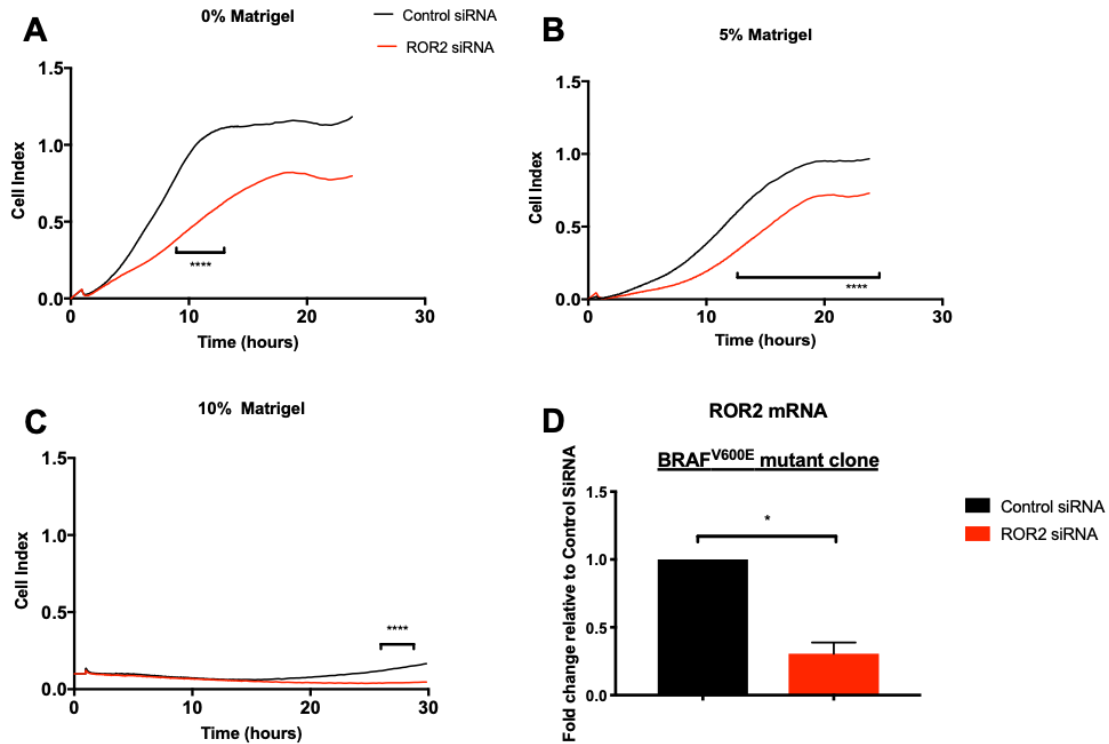 A
0% Matrigel
Control siRNA
ROR2 siRNA
Cell Index
1.5
1.0
0.5
0.0
****
0
10
20
30
Time (hours)
B
5% Matrigel
Cell Index
1.5
1.0
0.5
0.0
****
0
10
20
30
Time (hours)
C
10% Matrigel
Cell Index
1.5
1.0
0.5
0.0
****
0
10
20
30
Time (hours)
D
ROR2 mRNA
BRAFV600E mutant clone
Fold change relative to Control SiRNA
1.5
1.0
0.5
0.0
*
Control siRNA
ROR2 siRNA